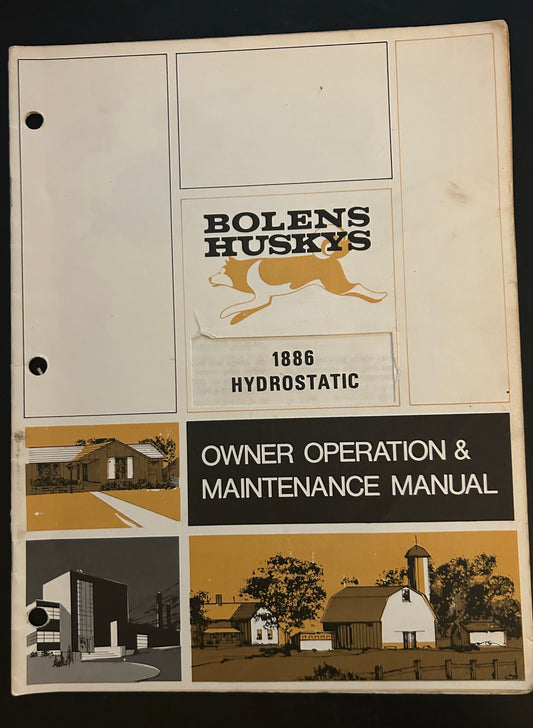 BOLENS
HUSKYS
1886
HYDROSTATIC
OWNER OPERATION &
MAINTENANCE MANUAL